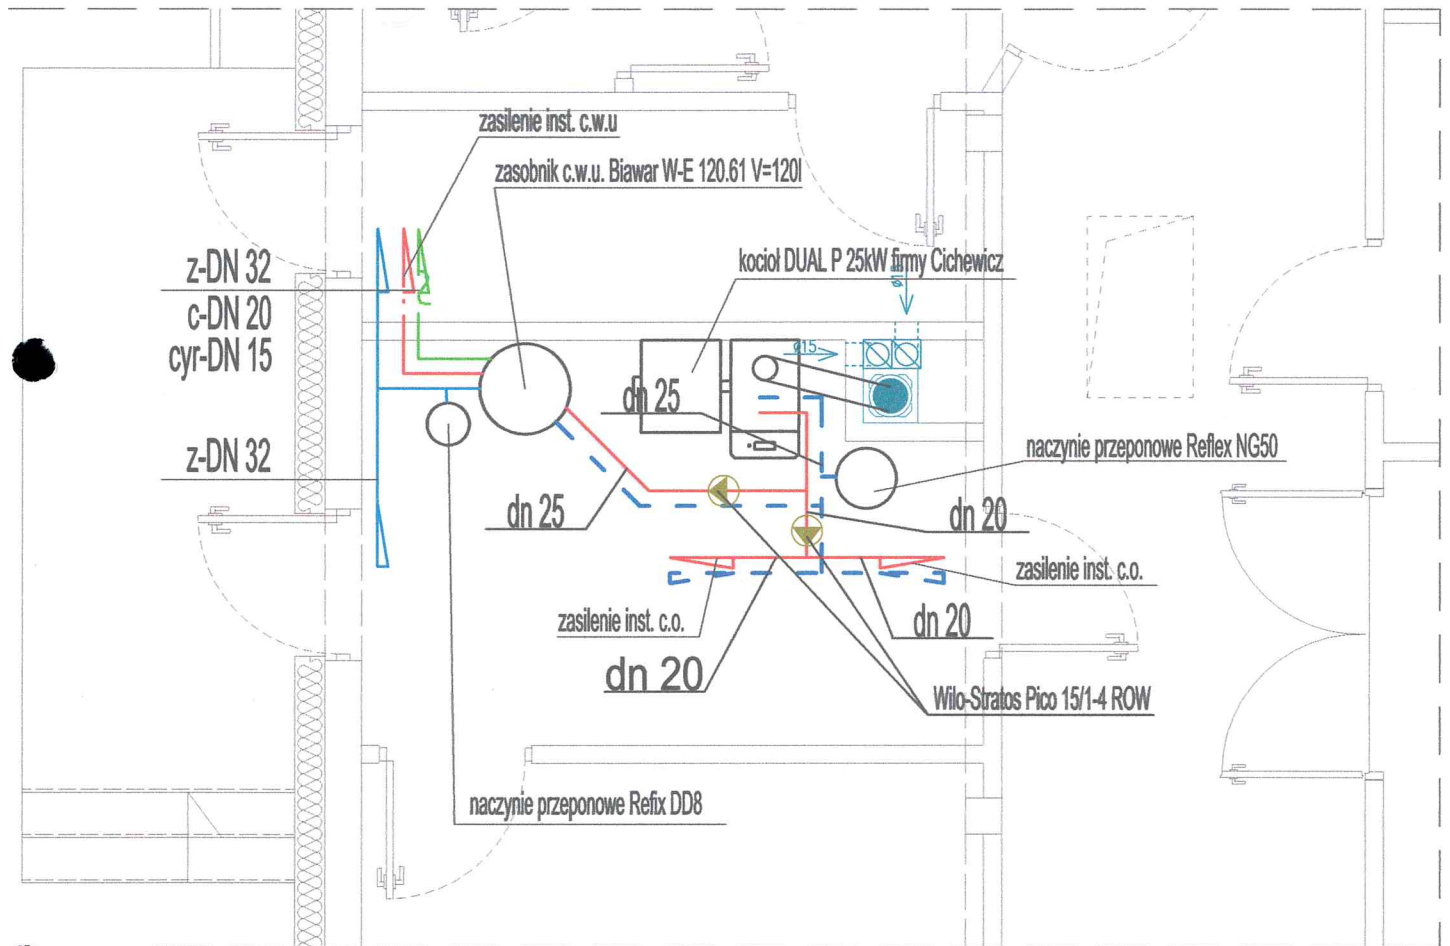 zasilenie inst. c.w.u
zasobnik c.w.u. Biawar W-E 120.61 V=120l
kocioł DUAL P 25kW firmy Cichewicz
z-DN 32
c-DN 20
cyr-DN 15
ø15
ø15
dn 25
naczynie przeponowe Reflex NG50
z-DN 32
dn 25
dn 20
zasilenie inst. c.o.
zasilenie inst. c.o.
dn 20
dn 20
Wilo-Stratos Pico 15/1-4 ROW
naczynie przeponowe Refix DD8